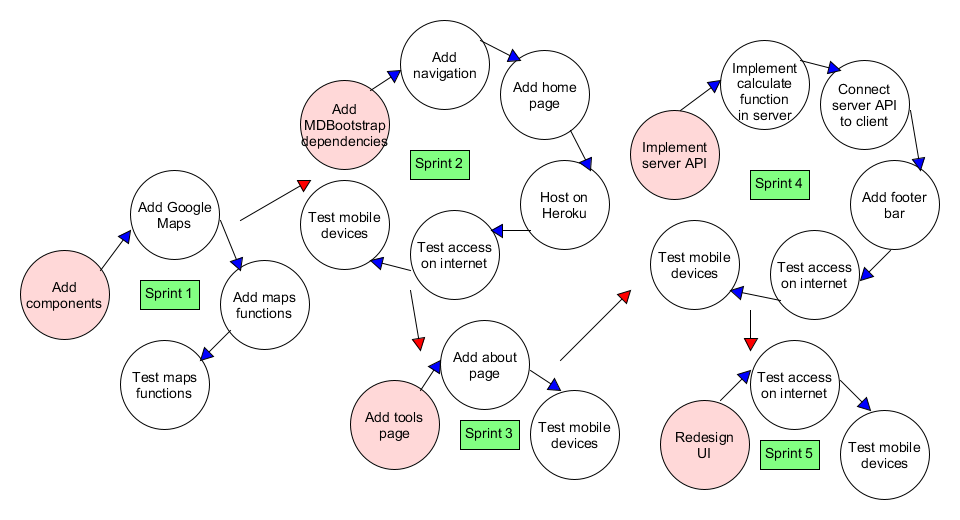 Add
components
Add Google
Maps
Sprint 1
Add maps
functions
Test maps
functions
Add
MDBootstrap
dependencies
Add
navigation
Add home
page
Sprint 2
Host on
Heroku
Test access
on internet
Test mobile
devices
Add tools
page
Add about
page
Sprint 3
Test mobile
devices
Implement
server API
Implement
calculate
function
in server
Connect
server API
to client
Sprint 4
Add footer
bar
Test access
on internet
Test mobile
devices
Redesign
UI
Test access
on internet
Sprint 5
Test mobile
devices